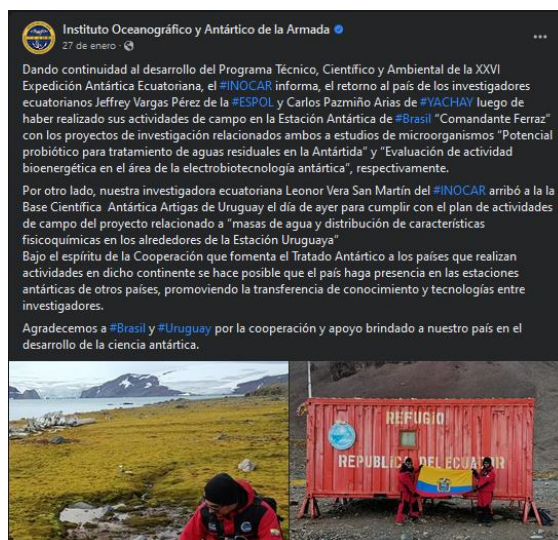 Instituto Oceanográfico y Antártico de la Armada
27 de enero ·
Dando continuidad al desarrollo del Programa Técnico, Científico y Ambiental de la XXVI
Expedición Antártica Ecuatoriana, el #INOCAR informa, el retorno al país de los investigadores
ecuatorianos Jeffrey Vargas Pérez de la #ESPOL y Carlos Pazmiño Arias de #YACHAY luego de
haber realizado sus actividades de campo en la Estación Antártica de #Brasil "Comandante Ferraz"
con los proyectos de investigación relacionados ambos a estudios de microorganismos "Potencial
probiótico para tratamiento de aguas residuales en la Antártida" y "Evaluación de actividad
bioenergética en el área de la electrobiotecnología antártica", respectivamente.
Por otro lado, nuestra investigadora ecuatoriana Leonor Vera San Martín del #INOCAR arribó a la la
Base Científica Antártica Artigas de Uruguay el día de ayer para cumplir con el plan de actividades
de campo del proyecto relacionado a "masas de agua y distribución de características
fisicoquímicas en los alrededores de la Estación Uruguaya"
Bajo el espíritu de la Cooperación que fomenta el Tratado Antártico a los países que realizan
actividades en dicho continente se hace posible que el país haga presencia en las estaciones
antárticas de otros países, promoviendo la transferencia de conocimiento y tecnologías entre
investigadores.
Agradecemos a #Brasil y #Uruguay por la cooperación y apoyo brindado a nuestro país en el
desarrollo de la ciencia antártica.
REFUGIO
REPUBLICA DEL ECUADOR